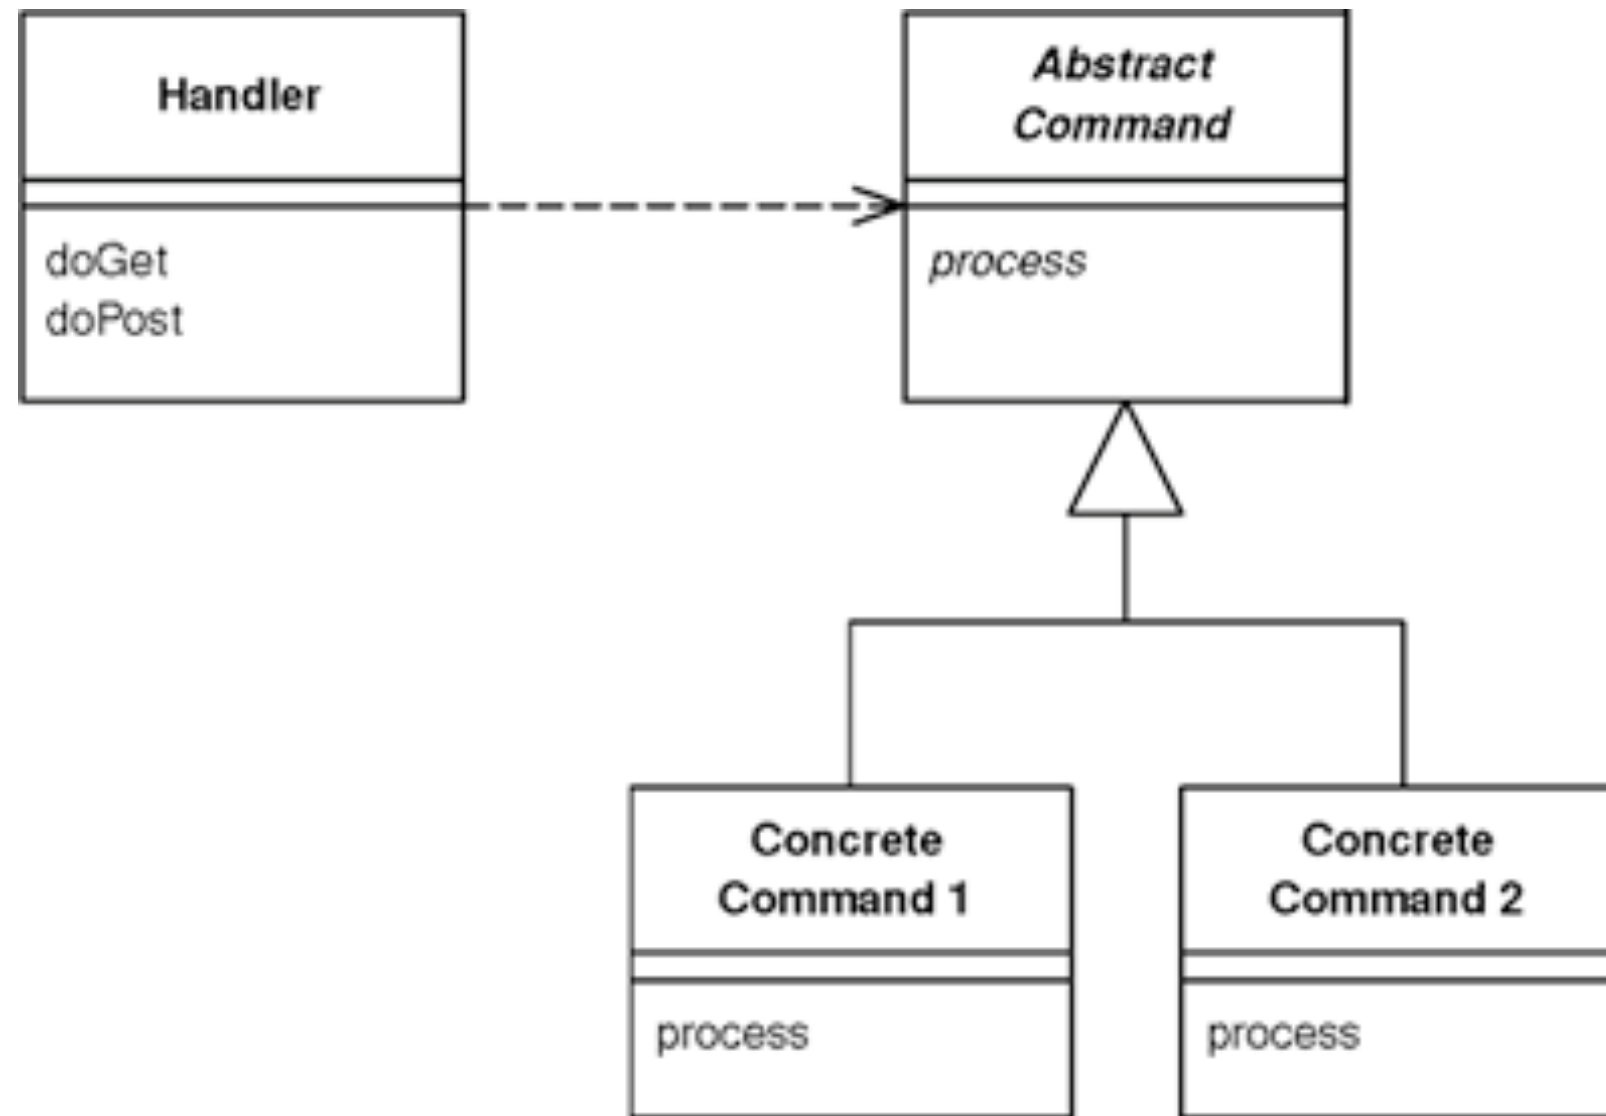 Handler
doGet
doPost
Abstract
Command
process
Concrete
Command 1
process
Concrete
Command 2
process